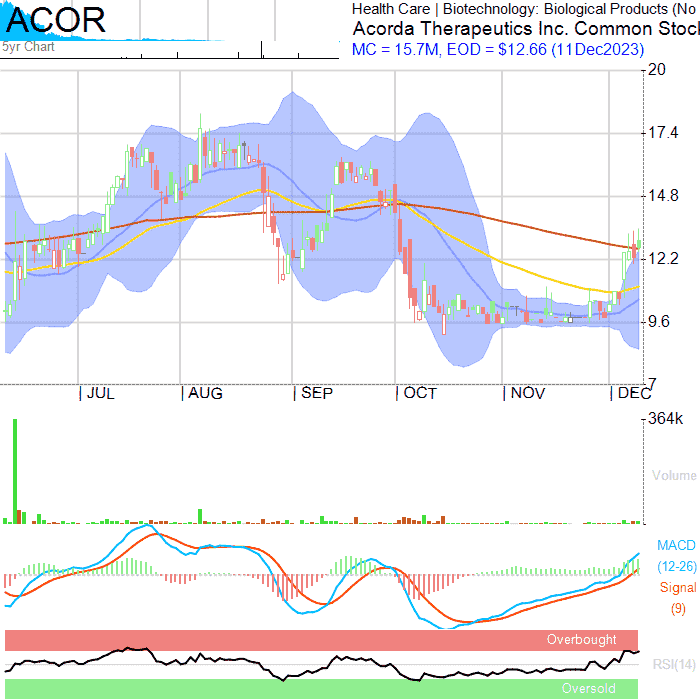 ACOR
Health Care | Biotechnology: Biological Products (No
Acorda Therapeutics Inc. Common Stoc
MC = 15.7M, EOD = $12.66 (11Dec2023)
5yr Chart
20
17.4
14.8
12.2
9.6
7
| JUL | AUG | SEP | OCT | NOV | DEC
364k
Volume
MACD
(12-26)
Signal
(9)
Overbought
RSI(14)
Oversold